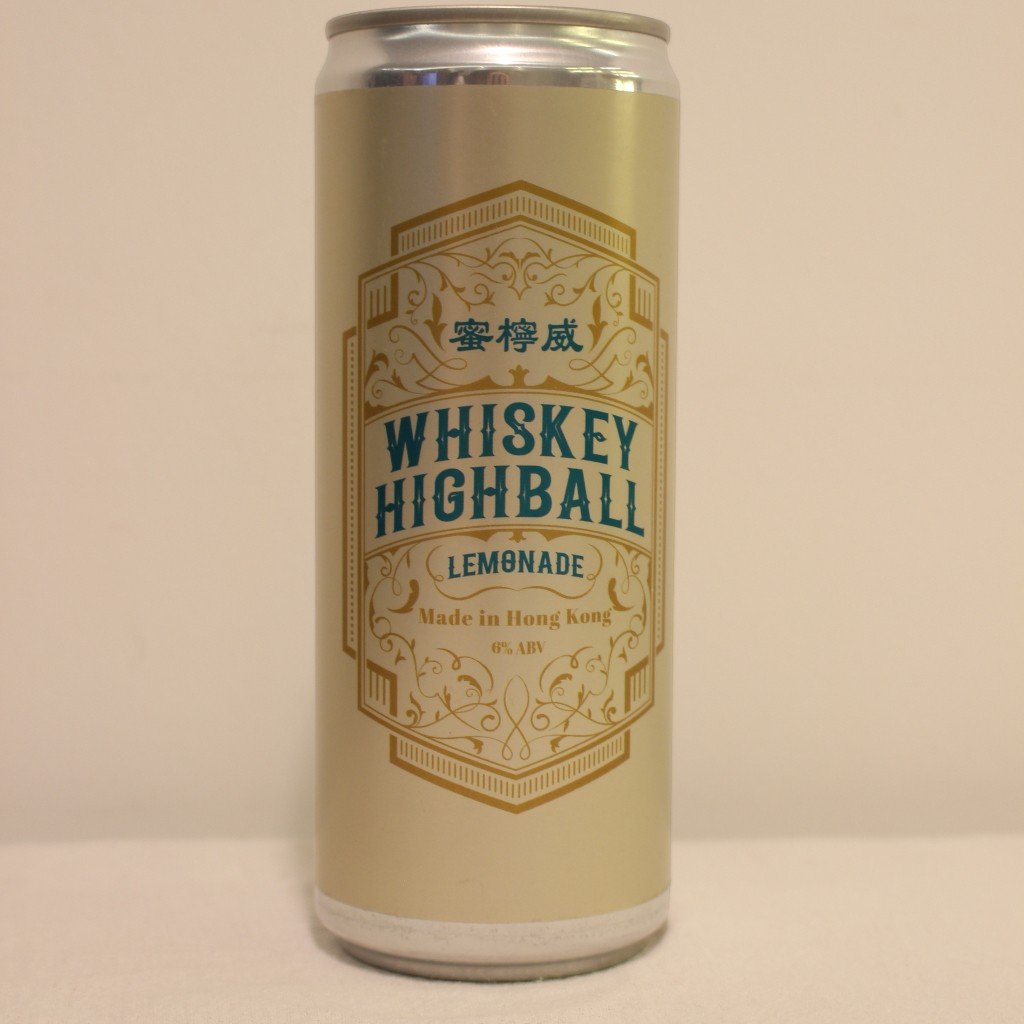 蜜檸威
WHISKEY
HIGHBALL
LEMONADE
Made in Hong Kong
6% ABV